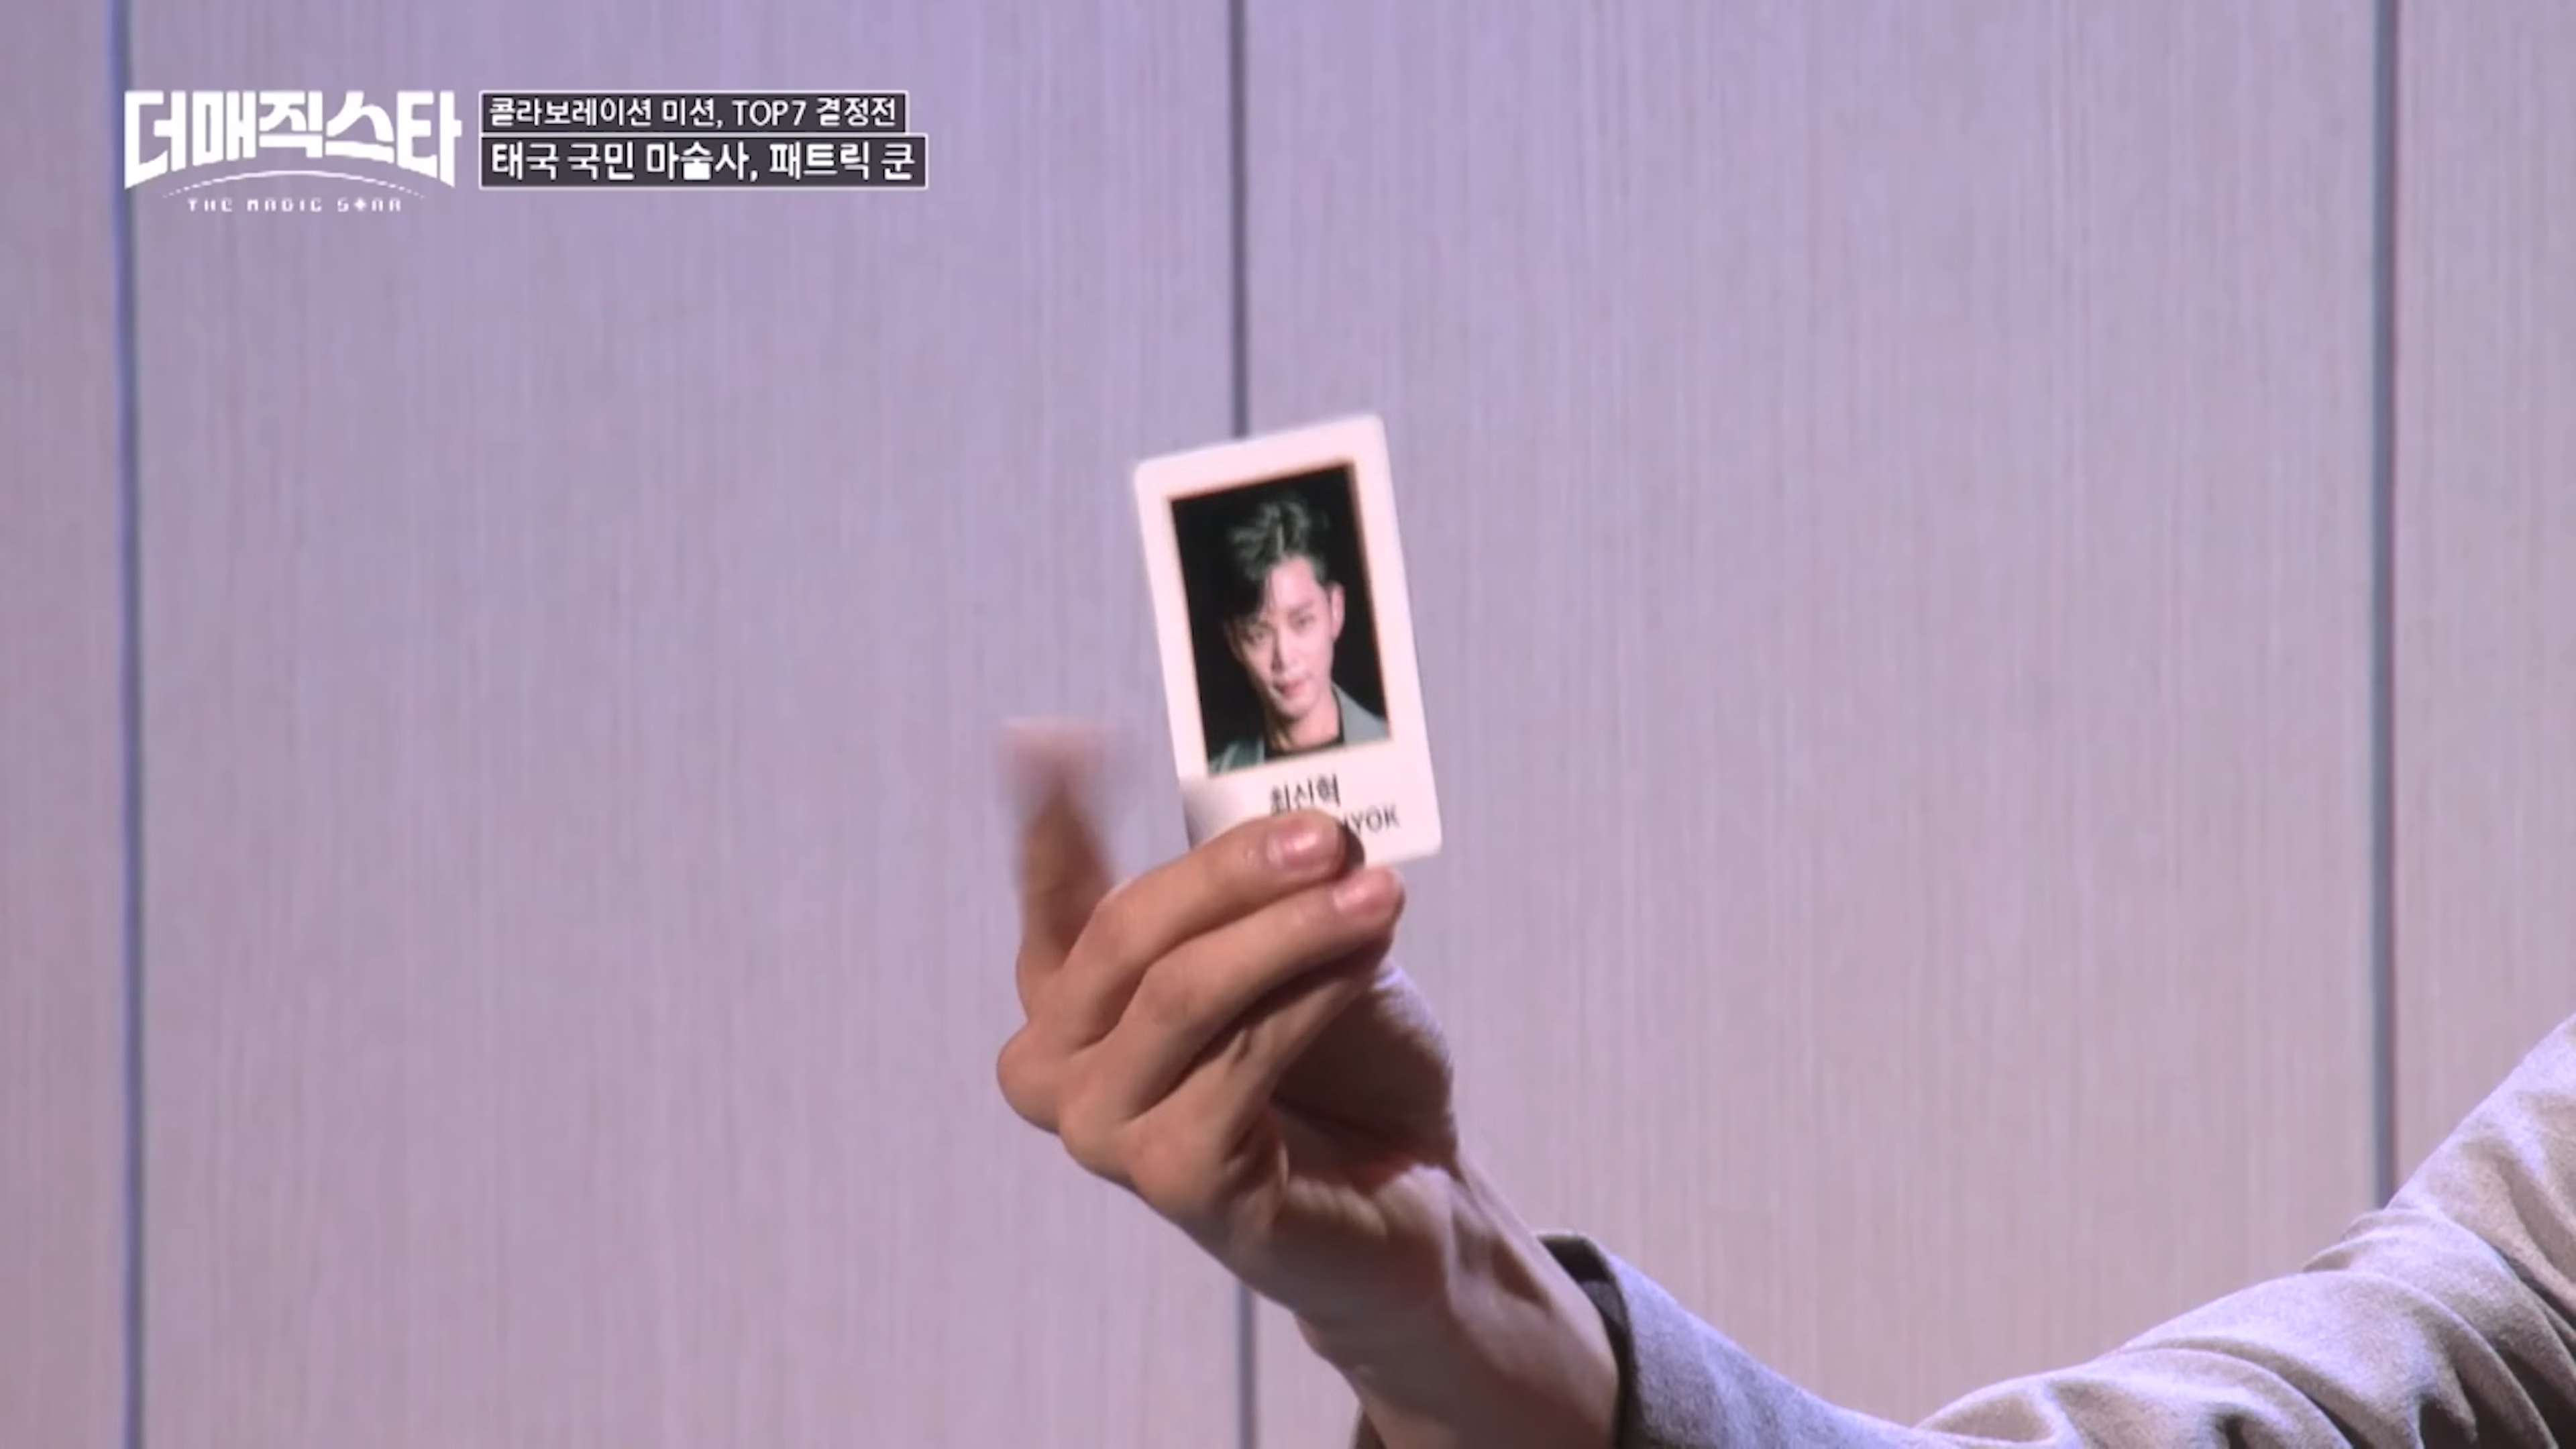 더매직스타
THE MAGIC STAR
콜라보레이션 미션, TOP7 결정전
태국 국민 마술사, 패트릭 쿤
최신혁